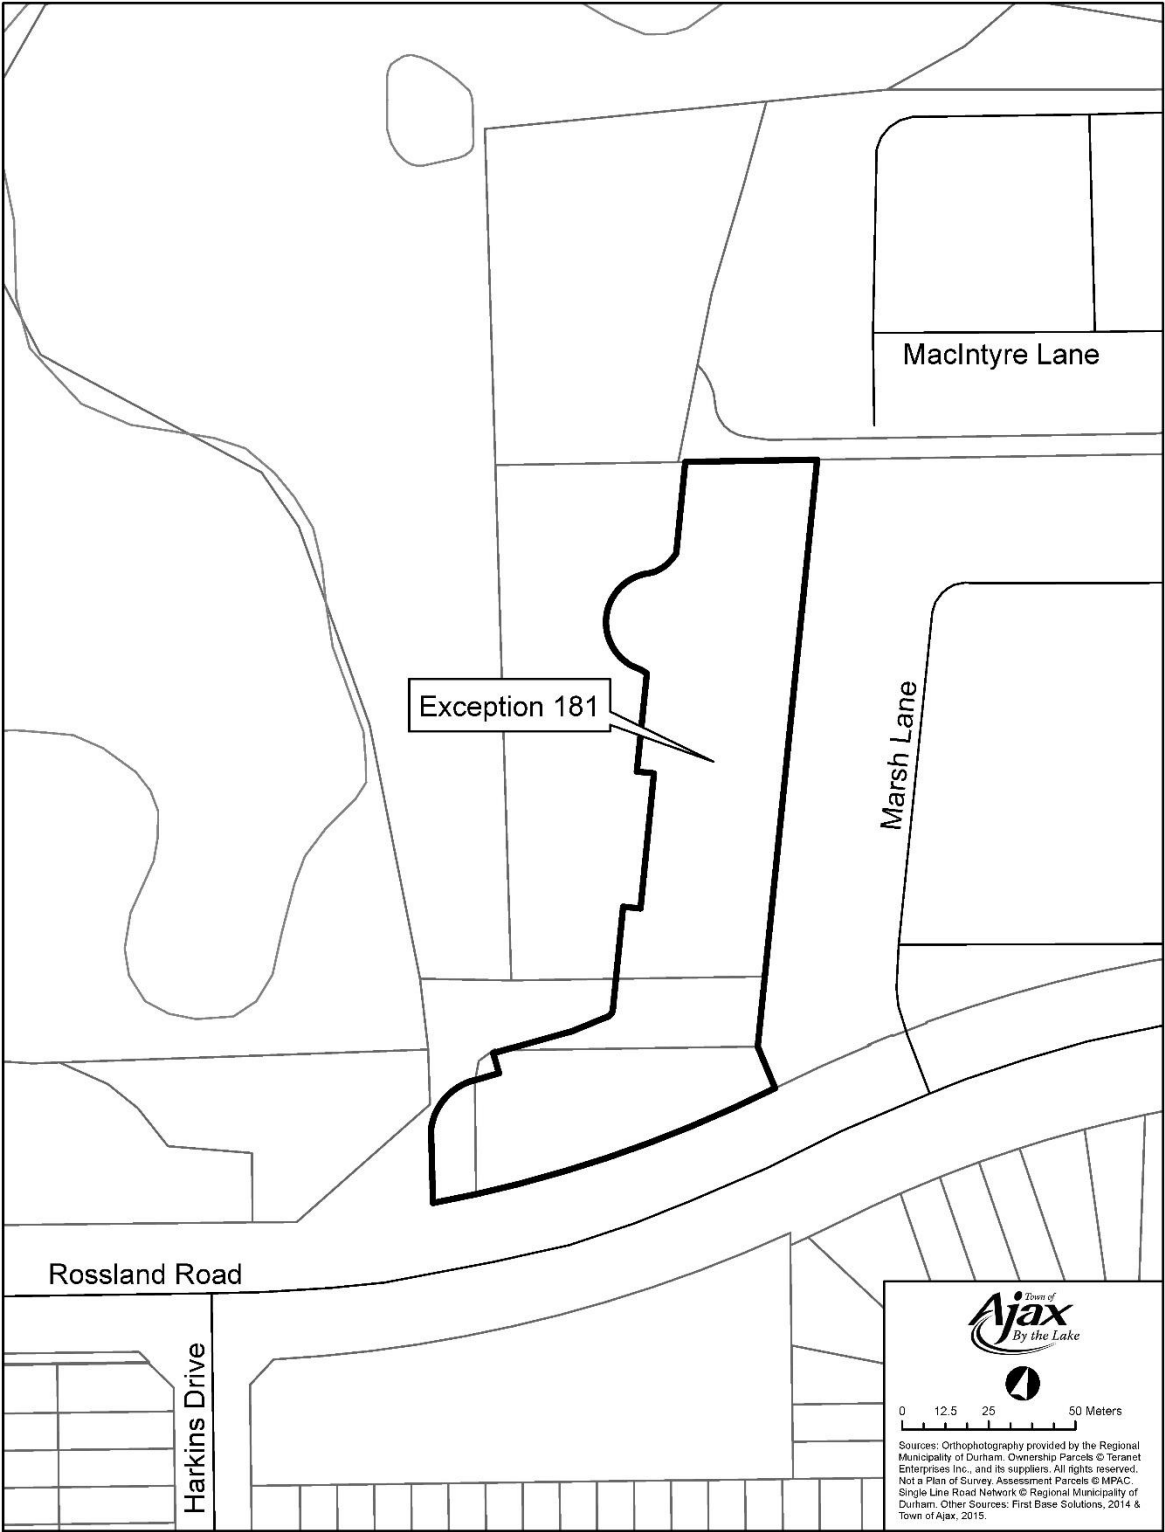 MacIntyre Lane
Exception 181
Marsh Lane
Rossland Road
Harkins Drive
Town of
Ajax
By the Lake
0 12.5 25 50 Meters
Sources: Orthophotography provided by the Regional
Municipality of Durham. Ownership Parcels © Teranet
Enterprises Inc., and its suppliers. All rights reserved.
Not a Plan of Survey. Assessment Parcels © MPAC.
Single Line Road Network © Regional Municipality of
Durham. Other Sources: First Base Solutions, 2014 &
Town of Ajax, 2015.